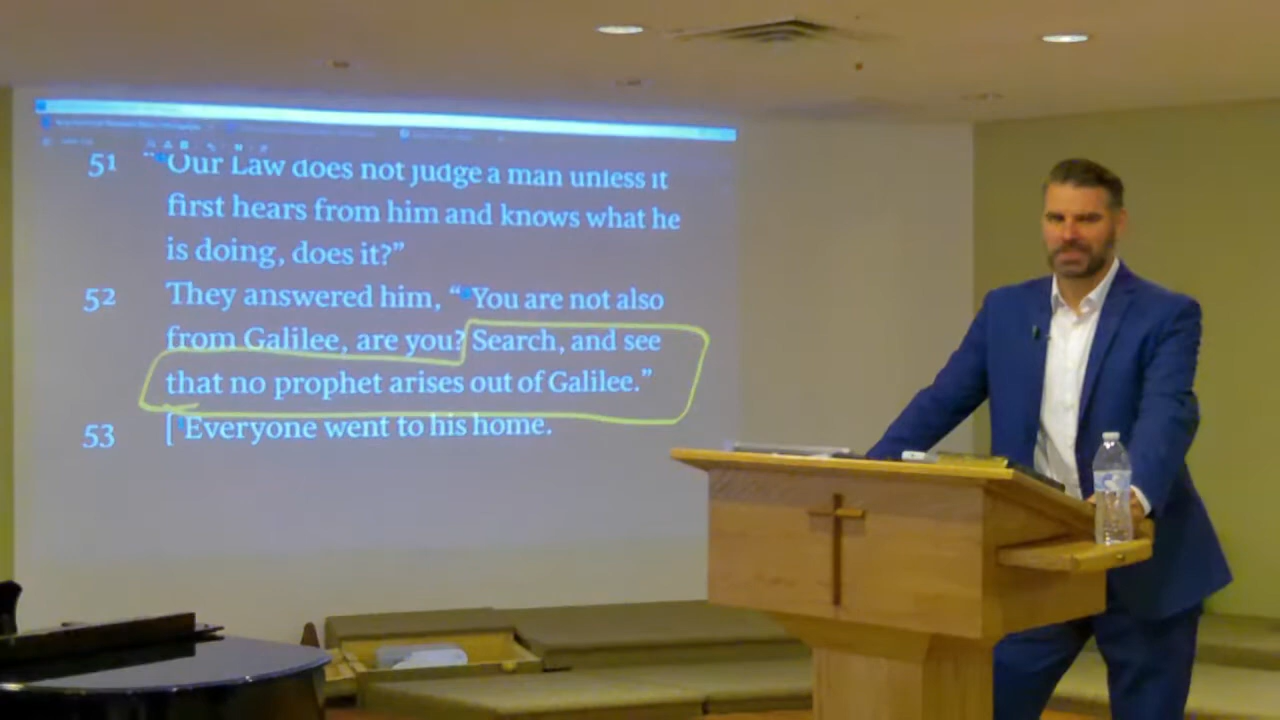 51 "Our Law does not judge a man unless it
first hears from him and knows what he
is doing, does it?”
52 They answered him, “You are not also
from Galilee, are you? Search, and see
that no prophet arises out of Galilee.”
53 [Everyone went to his home.